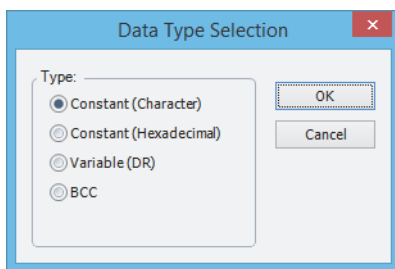 Data Type Selection
Type:
Constant (Character)
Constant (Hexadecimal)
Variable (DR)
BCC
OK
Cancel